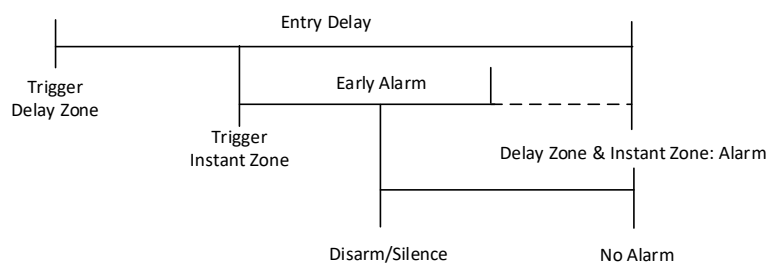 Entry Delay
Trigger
Delay Zone
Early Alarm
Trigger
Instant Zone
Delay Zone & Instant Zone: Alarm
Disarm/Silence
No Alarm